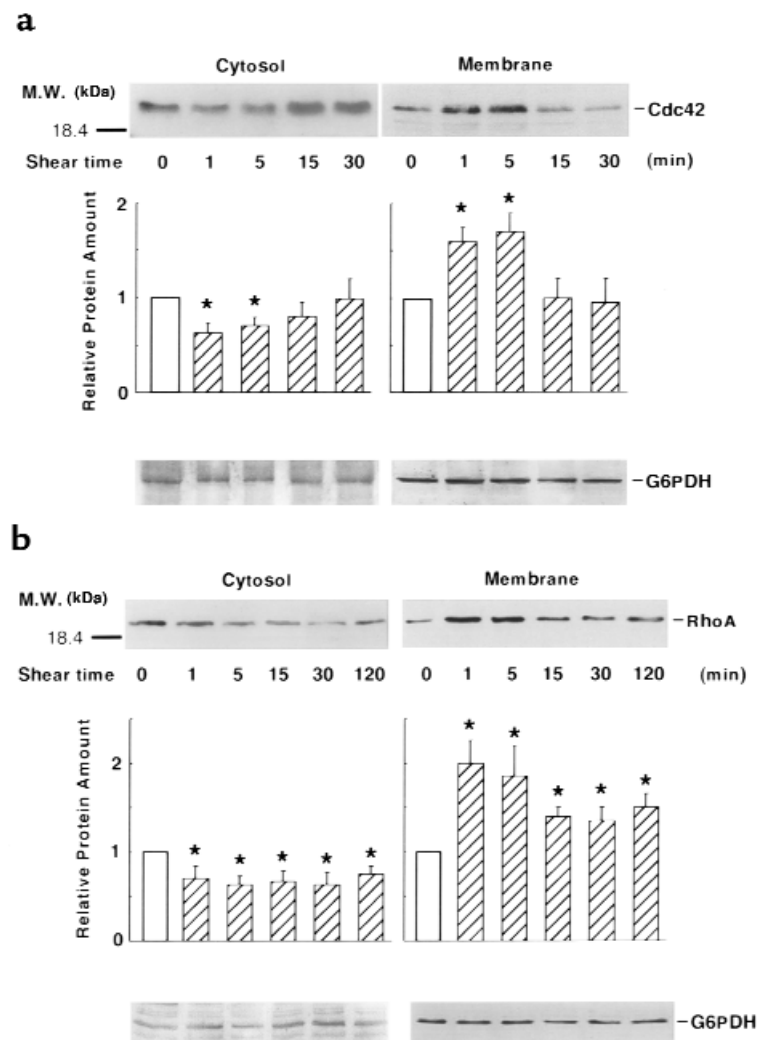 a
Cytosol Membrane
M.W. (kDa)
Cdc42
18.4
Shear time 0 1 5 15 30 0 1 5 15 30 (min)
Relative Protein Amount
2
1
0
* * * *
G6PDH
b
Cytosol Membrane
M.W. (kDa)
RhoA
18.4
Shear time 0 1 5 15 30 120 0 1 5 15 30 120 (min)
Relative Protein Amount
2
1
0
* * * * * * * * * *
G6PDH